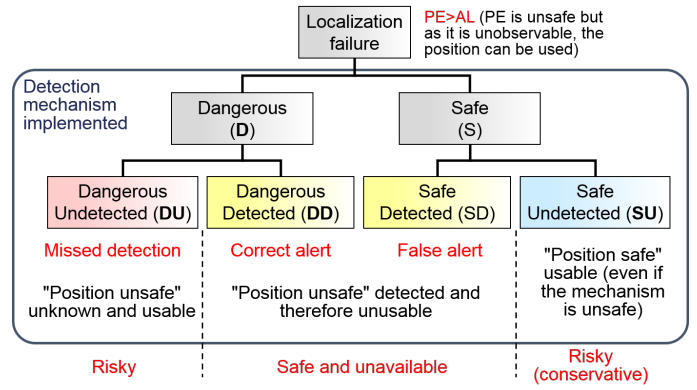 Localization
failure
PE>AL (PE is unsafe but
as it is unobservable, the
position can be used)
Detection
mechanism
implemented
Dangerous
(D)
Safe
(S)
Dangerous
Undetected (DU)
Dangerous
Detected (DD)
Safe
Detected (SD)
Safe
Undetected (SU)
Missed detection
Correct alert
False alert
"Position unsafe"
unknown and usable
"Position unsafe" detected and
therefore unusable
"Position safe"
usable (even if
the mechanism
is unsafe)
Risky
Safe and unavailable
Risky
(conservative)